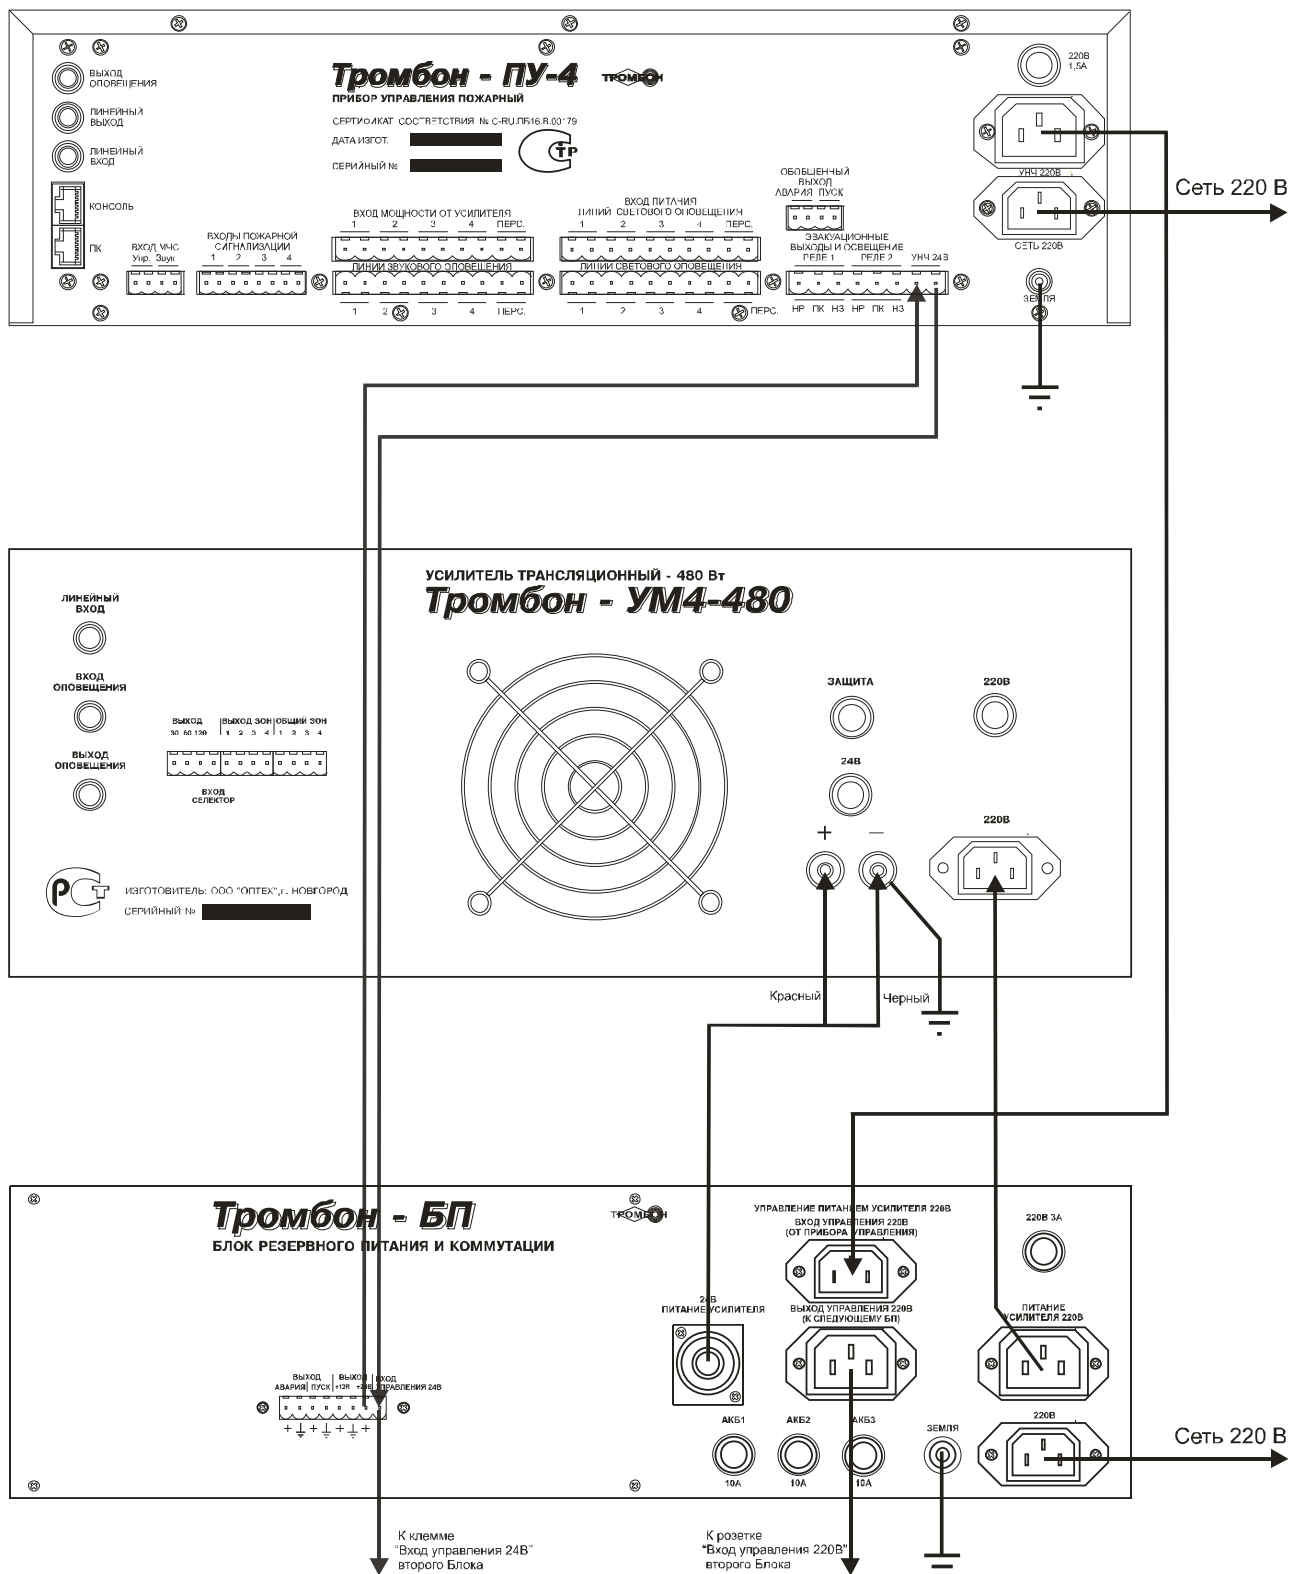 Тромбон - ПУ-4
ТРОМБОН
ПРИБОР УПРАВЛЕНИЯ ПОЖАРНЫЙ
СЕРТИФИКАТ СООТВЕТСТВИЯ № C-RU.ПБ16.В.00179
ДАТА ИЗГОТ.
СЕРИЙНЫЙ №
ВЫХОД
ОПОВЕЩЕНИЯ
ЛИНЕЙНЫЙ
ВЫХОД
ЛИНЕЙНЫЙ
ВХОД
КОНСОЛЬ
ПК
ВХОД МЧС
Упр. Звук
ВХОДЫ ПОЖАРНОЙ
СИГНАЛИЗАЦИИ
1 2 3 4
ВХОД МОЩНОСТИ ОТ УСИЛИТЕЛЯ
1 2 3 4 ПЕРС.
ЛИНИИ ЗВУКОВОГО ОПОВЕЩЕНИЯ
1 2 3 4 ПЕРС.
ВХОД ПИТАНИЯ
ЛИНИЙ СВЕТОВОГО ОПОВЕЩЕНИЯ
1 2 3 4 ПЕРС.
ЛИНИИ СВЕТОВОГО ОПОВЕЩЕНИЯ
1 2 3 4 ПЕРС.
ОБОБЩЕННЫЙ
ВЫХОД
АВАРИЯ ПУСК
ЭВАКУАЦИОННЫЕ
ВЫХОДЫ И ОСВЕЩЕНИЕ
РЕЛЕ 1 РЕЛЕ 2 УНЧ 24В
НР ПК НЗ НР ПК НЗ
220В
1,5А
УНЧ 220В
СЕТЬ 220В
ЗЕМЛЯ
Сеть 220 В
УСИЛИТЕЛЬ ТРАНСЛЯЦИОННЫЙ - 480 Вт
Тромбон - УМ4-480
ЛИНЕЙНЫЙ
ВХОД
ВХОД
ОПОВЕЩЕНИЯ
ВЫХОД
ОПОВЕЩЕНИЯ
ВЫХОД ВЫХОД ЗОН ОБЩИЙ ЗОН
30 60 120 1 2 3 4 1 2 3 4
ВХОД
СЕЛЕКТОР
ИЗГОТОВИТЕЛЬ: ООО "ОПТЕХ",г. НОВГОРОД
СЕРИЙНЫЙ №
ЗАЩИТА
220В
24В
+ —
220В
Красный
Черный
Тромбон - БП
ТРОМБОН
БЛОК РЕЗЕРВНОГО ПИТАНИЯ И КОММУТАЦИИ
УПРАВЛЕНИЕ ПИТАНИЕМ УСИЛИТЕЛЯ 220В
ВХОД УПРАВЛЕНИЯ 220В
(ОТ ПРИБОРА УПРАВЛЕНИЯ)
220В 3А
24В
ПИТАНИЕ УСИЛИТЕЛЯ
ВЫХОД УПРАВЛЕНИЯ 220В
(К СЛЕДУЮЩЕМУ БП)
ПИТАНИЕ
УСИЛИТЕЛЯ 220В
ВЫХОД ВЫХОД ВХОД
АВАРИЯ ПУСК +12В +24В УПРАВЛЕНИЯ 24В
+ + + +
АКБ1 АКБ2 АКБ3
10А 10А 10А
ЗЕМЛЯ
220В
Сеть 220 В
К клемме
"Вход управления 24В"
второго Блока
К розетке
"Вход управления 220В"
второго Блока